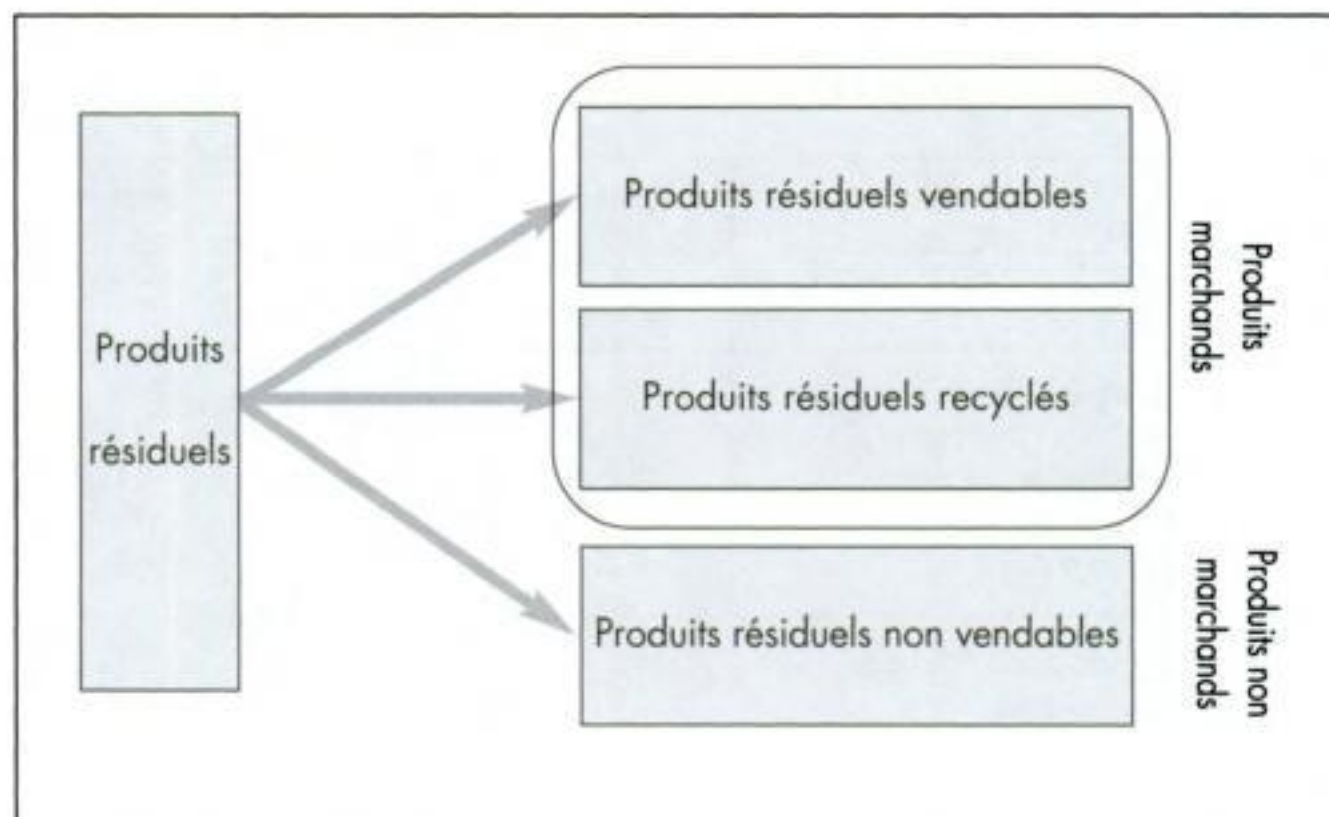 Produits
résiduels
Produits résiduels vendables
Produits résiduels recyclés
Produits résiduels non vendables
Produits
marchands
Produits non
marchands